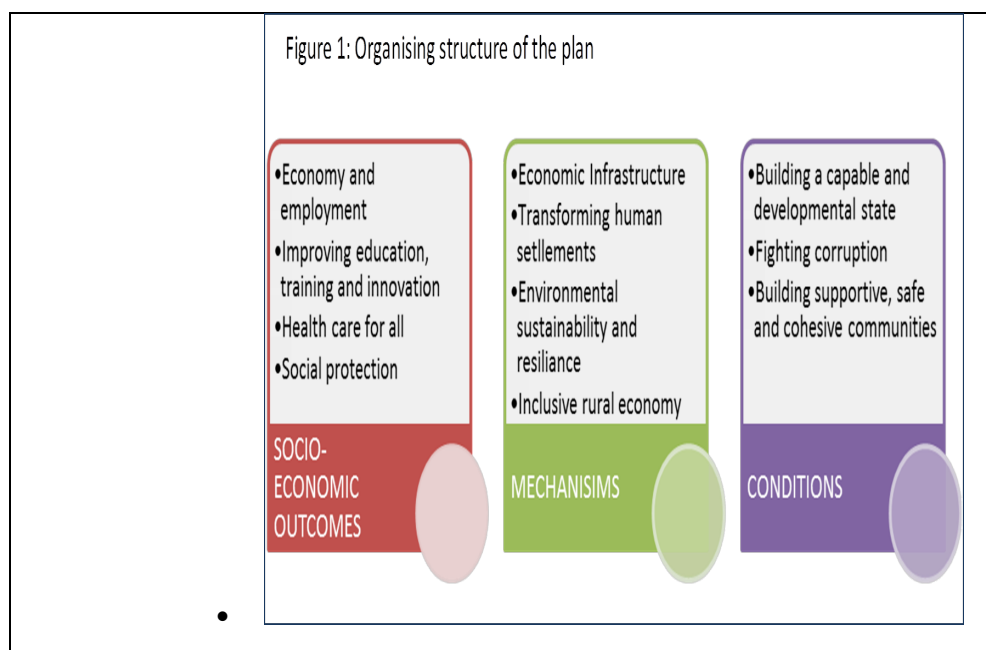 Figure 1: Organising structure of the plan
•Economy and
employment
•Improving education,
training and innovation
•Health care for all
•Social protection
SOCIO-
ECONOMIC
OUTCOMES
•Economic Infrastructure
•Transforming human
setllements
•Environmental
sustainability and
resiliance
•Inclusive rural economy
MECHANISIMS
•Building a capable and
developmental state
•Fighting corruption
•Building supportive, safe
and cohesive communities
CONDITIONS
•